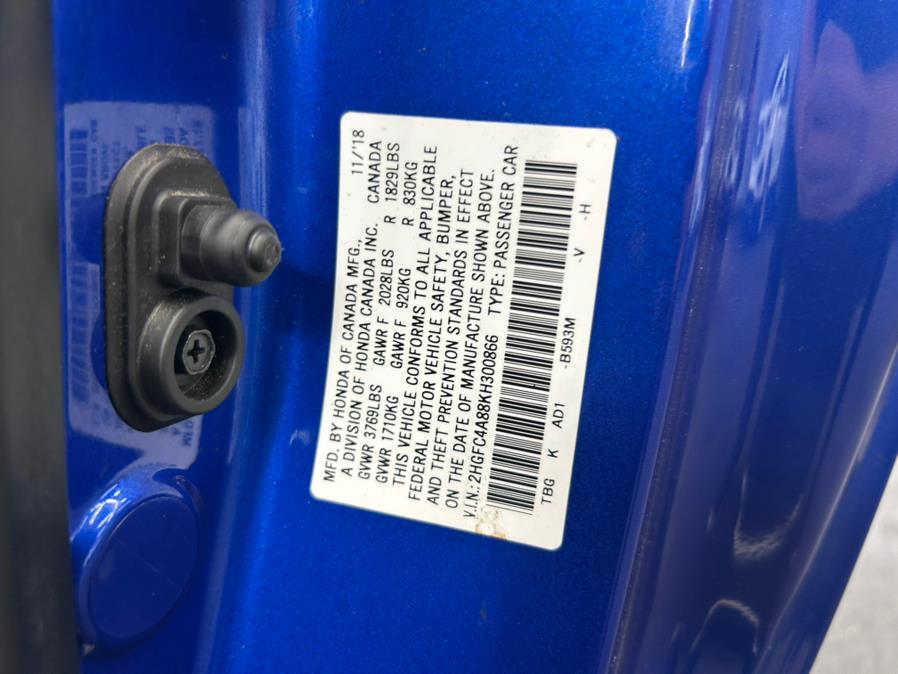 MFD. BY HONDA OF CANADA MFG., 11/'18
A DIVISION OF HONDA CANADA INC. CANADA
GVWR 3769LBS GAWR F 2028LBS R 1829LBS
GVWR 1710KG GAWR F 920KG R 830KG
THIS VEHICLE CONFORMS TO ALL APPLICABLE
FEDERAL MOTOR VEHICLE SAFETY, BUMPER,
AND THEFT PREVENTION STANDARDS IN EFFECT
ON THE DATE OF MANUFACTURE SHOWN ABOVE.
V.I.N.: 2HGFC4A88KH300866 TYPE: PASSENGER CAR
TBG K AD1 -B593M -V -H